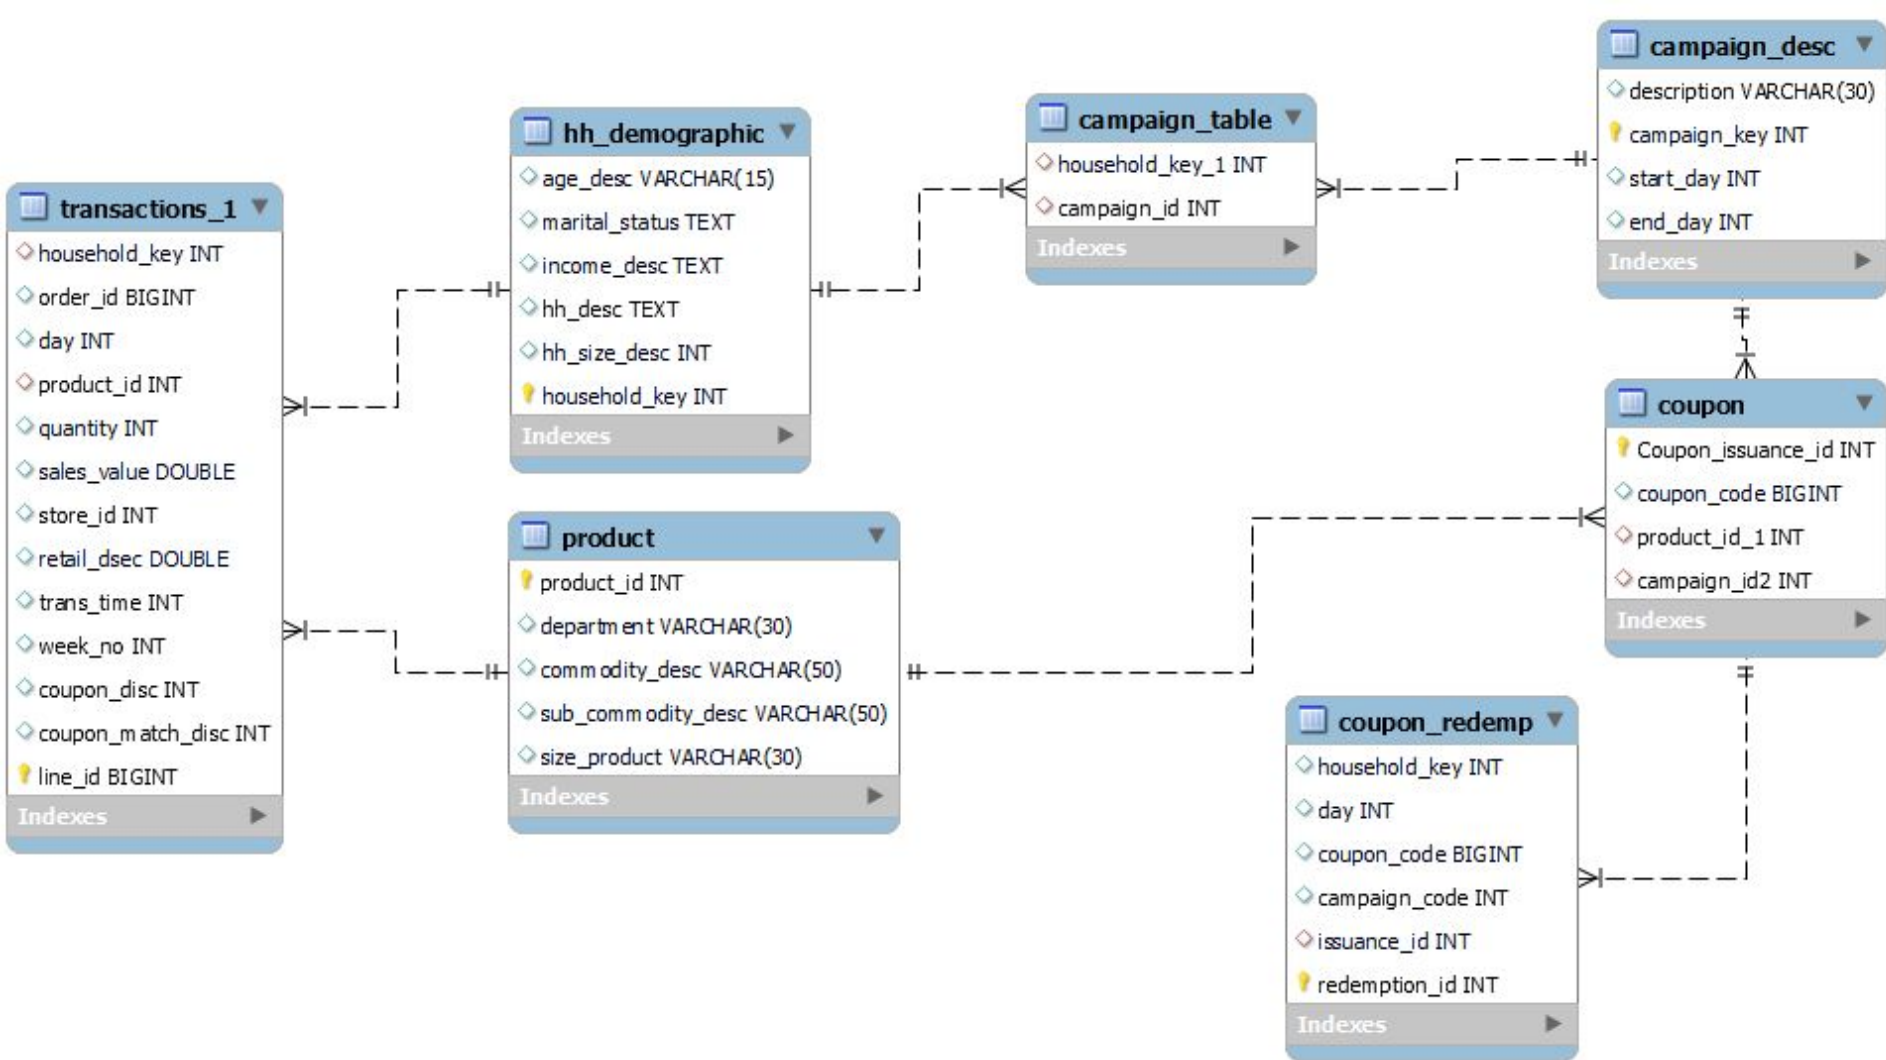 transactions_1
household_key INT
order_id BIGINT
day INT
product_id INT
quantity INT
sales_value DOUBLE
store_id INT
retail_dsec DOUBLE
trans_time INT
week_no INT
coupon_disc INT
coupon_match_disc INT
line_id BIGINT
Indexes
hh_demographic
age_desc VARCHAR(15)
marital_status TEXT
income_desc TEXT
hh_desc TEXT
hh_size_desc INT
household_key INT
Indexes
product
product_id INT
department VARCHAR(30)
commodity_desc VARCHAR(50)
sub_commodity_desc VARCHAR(50)
size_product VARCHAR(30)
Indexes
campaign_table
household_key_1 INT
campaign_id INT
Indexes
campaign_desc
description VARCHAR(30)
campaign_key INT
start_day INT
end_day INT
Indexes
coupon
Coupon_issuance_id INT
coupon_code BIGINT
product_id_1 INT
campaign_id2 INT
Indexes
coupon_redemp
household_key INT
day INT
coupon_code BIGINT
campaign_code INT
issuance_id INT
redemption_id INT
Indexes